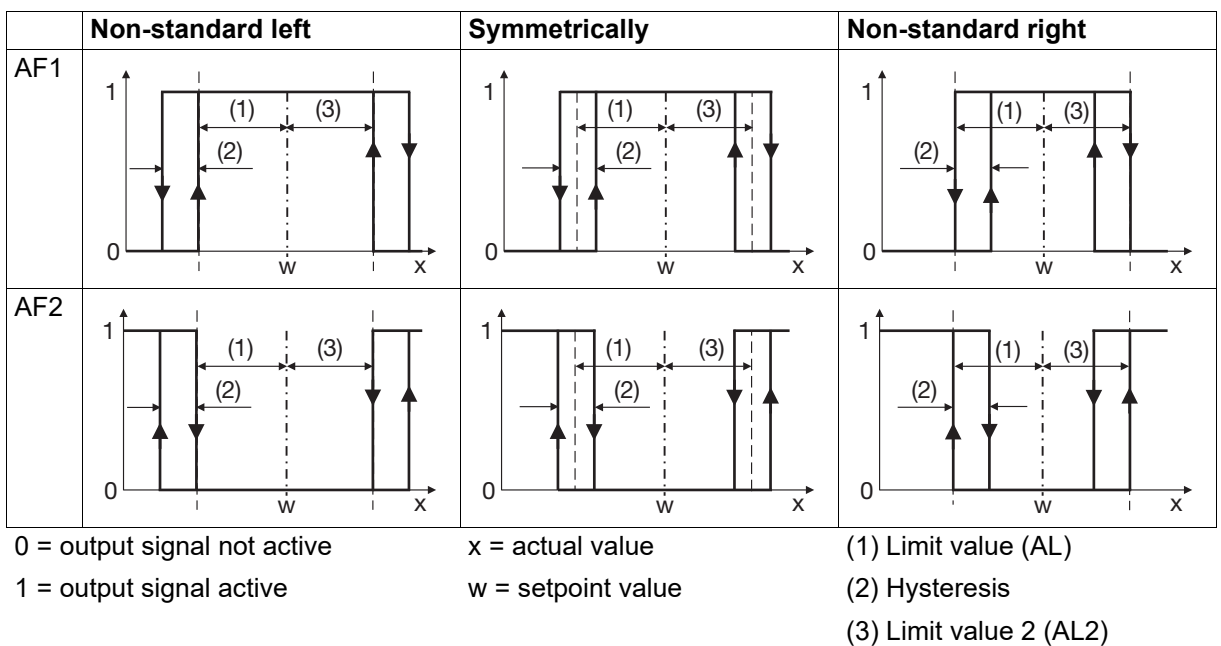 Non-standard left Symmetrically Non-standard right
AF1
1 (1) (3) (2) 0 w x
1 (1) (3) (2) 0 w x
1 (1) (3) (2) 0 w x
AF2
1 (1) (3) (2) 0 w x
1 (1) (3) (2) 0 w x
1 (1) (3) (2) 0 w x
0 = output signal not active x = actual value (1) Limit value (AL)
1 = output signal active w = setpoint value (2) Hysteresis
(3) Limit value 2 (AL2)